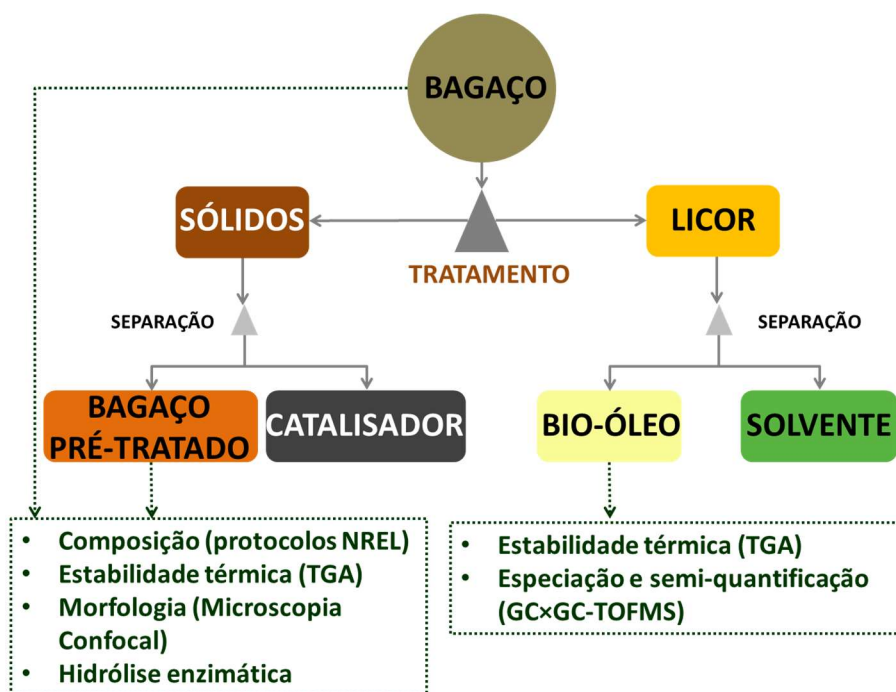 BAGAÇO
SÓLIDOS
LICOR
TRATAMENTO
SEPARAÇÃO
SEPARAÇÃO
BAGAÇO
PRÉ-TRATADO
CATALISADOR
BIO-ÓLEO
SOLVENTE
• Composição (protocolos NREL)
• Estabilidade térmica (TGA)
• Morfologia (Microscopia
Confocal)
• Hidrólise enzimática
• Estabilidade térmica (TGA)
• Especiação e semi-quantificação
(GC×GC-TOFMS)